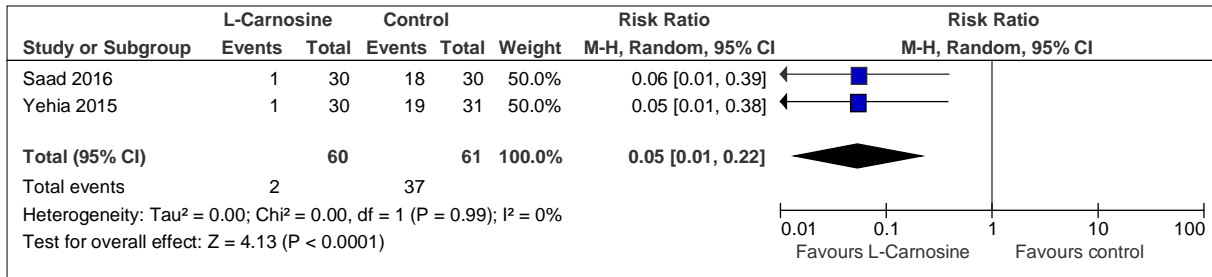 L-Carnosine Control Risk Ratio Risk Ratio
Study or Subgroup Events Total Events Total Weight M-H, Random, 95% CI M-H, Random, 95% CI
Saad 2016 1 30 18 30 50.0% 0.06 [0.01, 0.39]
Yehia 2015 1 30 19 31 50.0% 0.05 [0.01, 0.38]
Total (95% CI) 60 61 100.0% 0.05 [0.01, 0.22]
Total events 2 37
Heterogeneity: Tau² = 0.00; Chi² = 0.00, df = 1 (P = 0.99); I² = 0%
Test for overall effect: Z = 4.13 (P < 0.0001)
0.01 0.1 1 10 100
Favours L-Carnosine Favours control